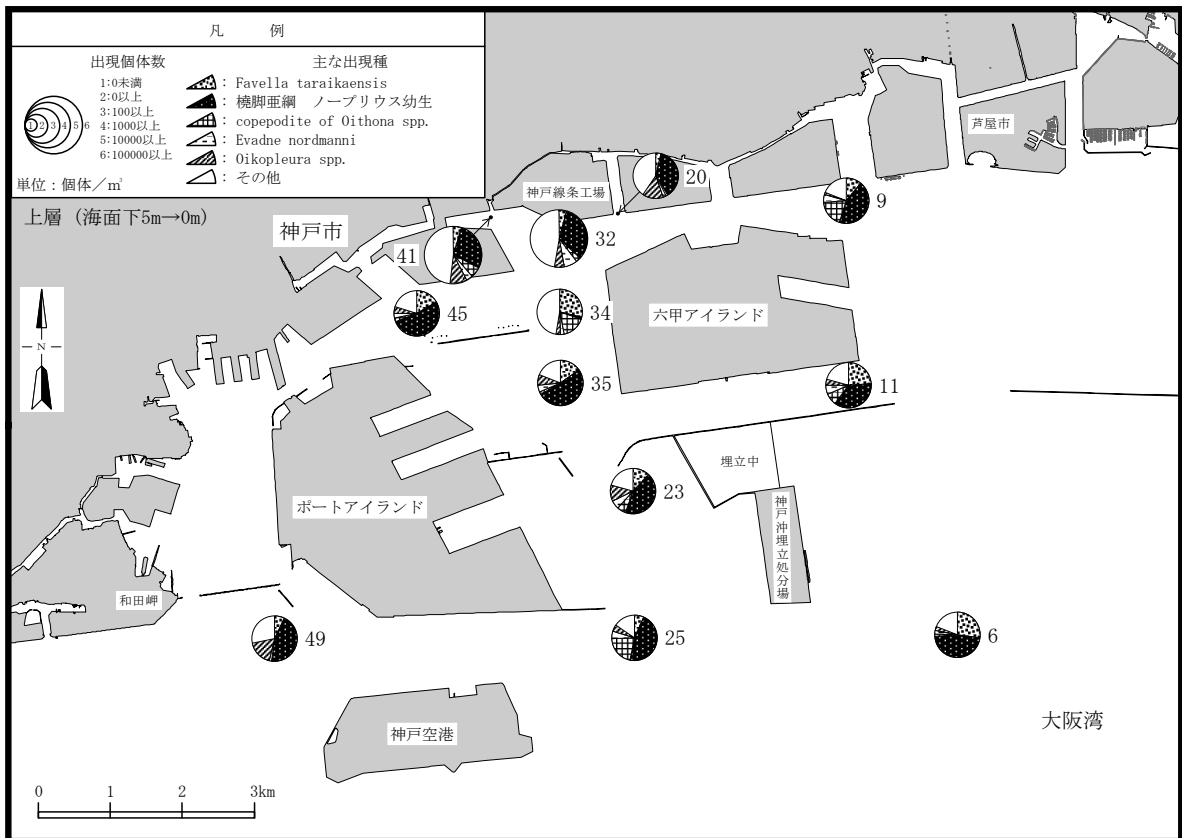 凡　　例
出現個体数
1:0未満
2:0以上
3:100以上
4:1000以上
5:10000以上
6:100000以上
1 2 3 4 5 6
単位：個体／㎥
主な出現種
： Favella taraikaensis
： 橈脚亜綱　ノープリウス幼生
： copepodite of Oithona spp.
： Evadne nordmanni
： Oikopleura spp.
： その他
上層（海面下5m→0m）
神戸市
芦屋市
神戸線条工場
20
9
41
32
45
34
六甲アイランド
N
35
11
埋立中
23
ポートアイランド
神戸沖埋立処分場
和田岬
49
25
6
大阪湾
神戸空港
0 1 2 3km